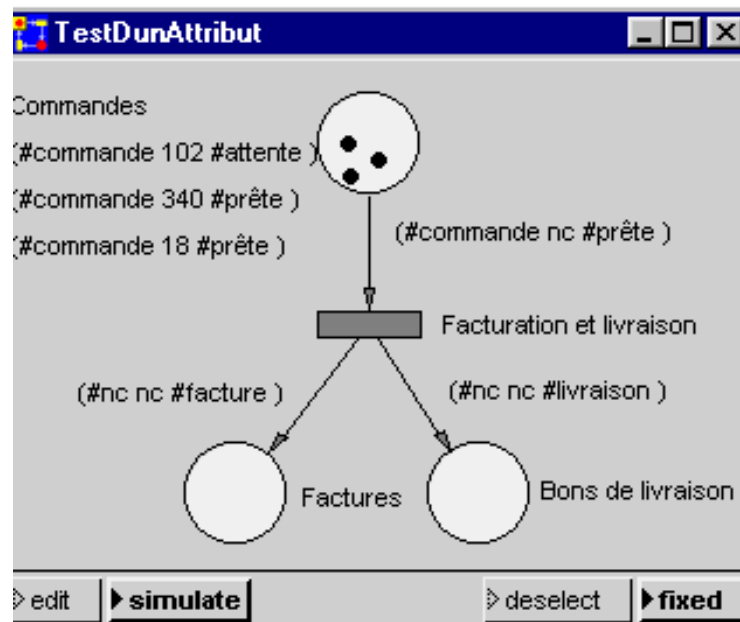 TestDunAttribut
Commandes
(#commande 102 #attente )
(#commande 340 #prête )
(#commande 18 #prête )
(#commande nc #prête )
Facturation et livraison
(#nc nc #facture )
(#nc nc #livraison )
Factures
Bons de livraison
edit
simulate
deselect
fixed